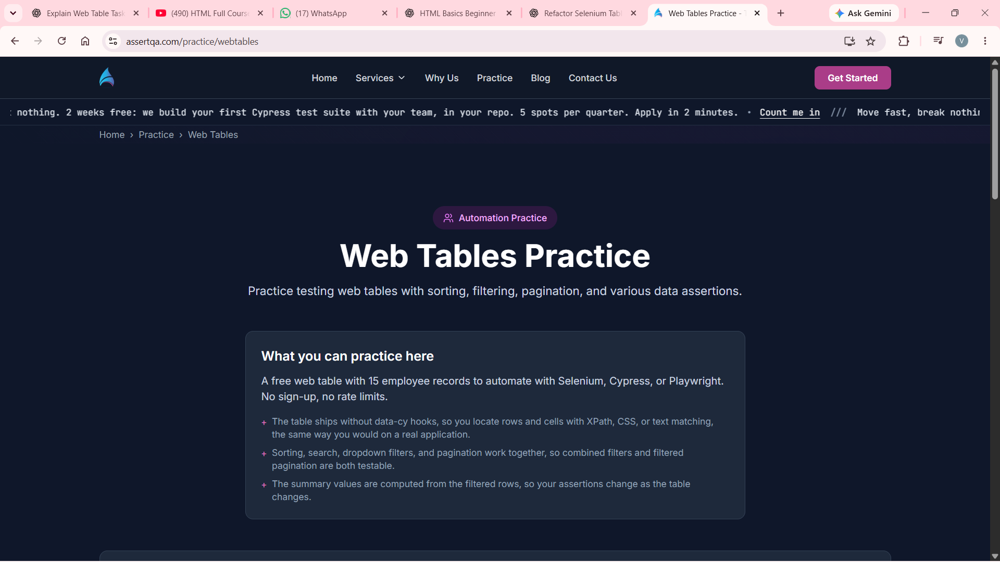 Explain Web Table Task
(490) HTML Full Course
(17) WhatsApp
HTML Basics Beginner
Refactor Selenium Tabl
Web Tables Practice -
Ask Gemini
assertqa.com/practice/webtables
V
Home
Services
Why Us
Practice
Blog
Contact Us
Get Started
nothing. 2 weeks free: we build your first Cypress test suite with your team, in your repo. 5 spots per quarter. Apply in 2 minutes. • Count me in /// Move fast, break nothin
Home › Practice › Web Tables
Automation Practice
Web Tables Practice
Practice testing web tables with sorting, filtering, pagination, and various data assertions.
What you can practice here
A free web table with 15 employee records to automate with Selenium, Cypress, or Playwright.
No sign-up, no rate limits.
+ The table ships without data-cy hooks, so you locate rows and cells with XPath, CSS, or text matching,
the same way you would on a real application.
+ Sorting, search, dropdown filters, and pagination work together, so combined filters and filtered
pagination are both testable.
+ The summary values are computed from the filtered rows, so your assertions change as the table
changes.